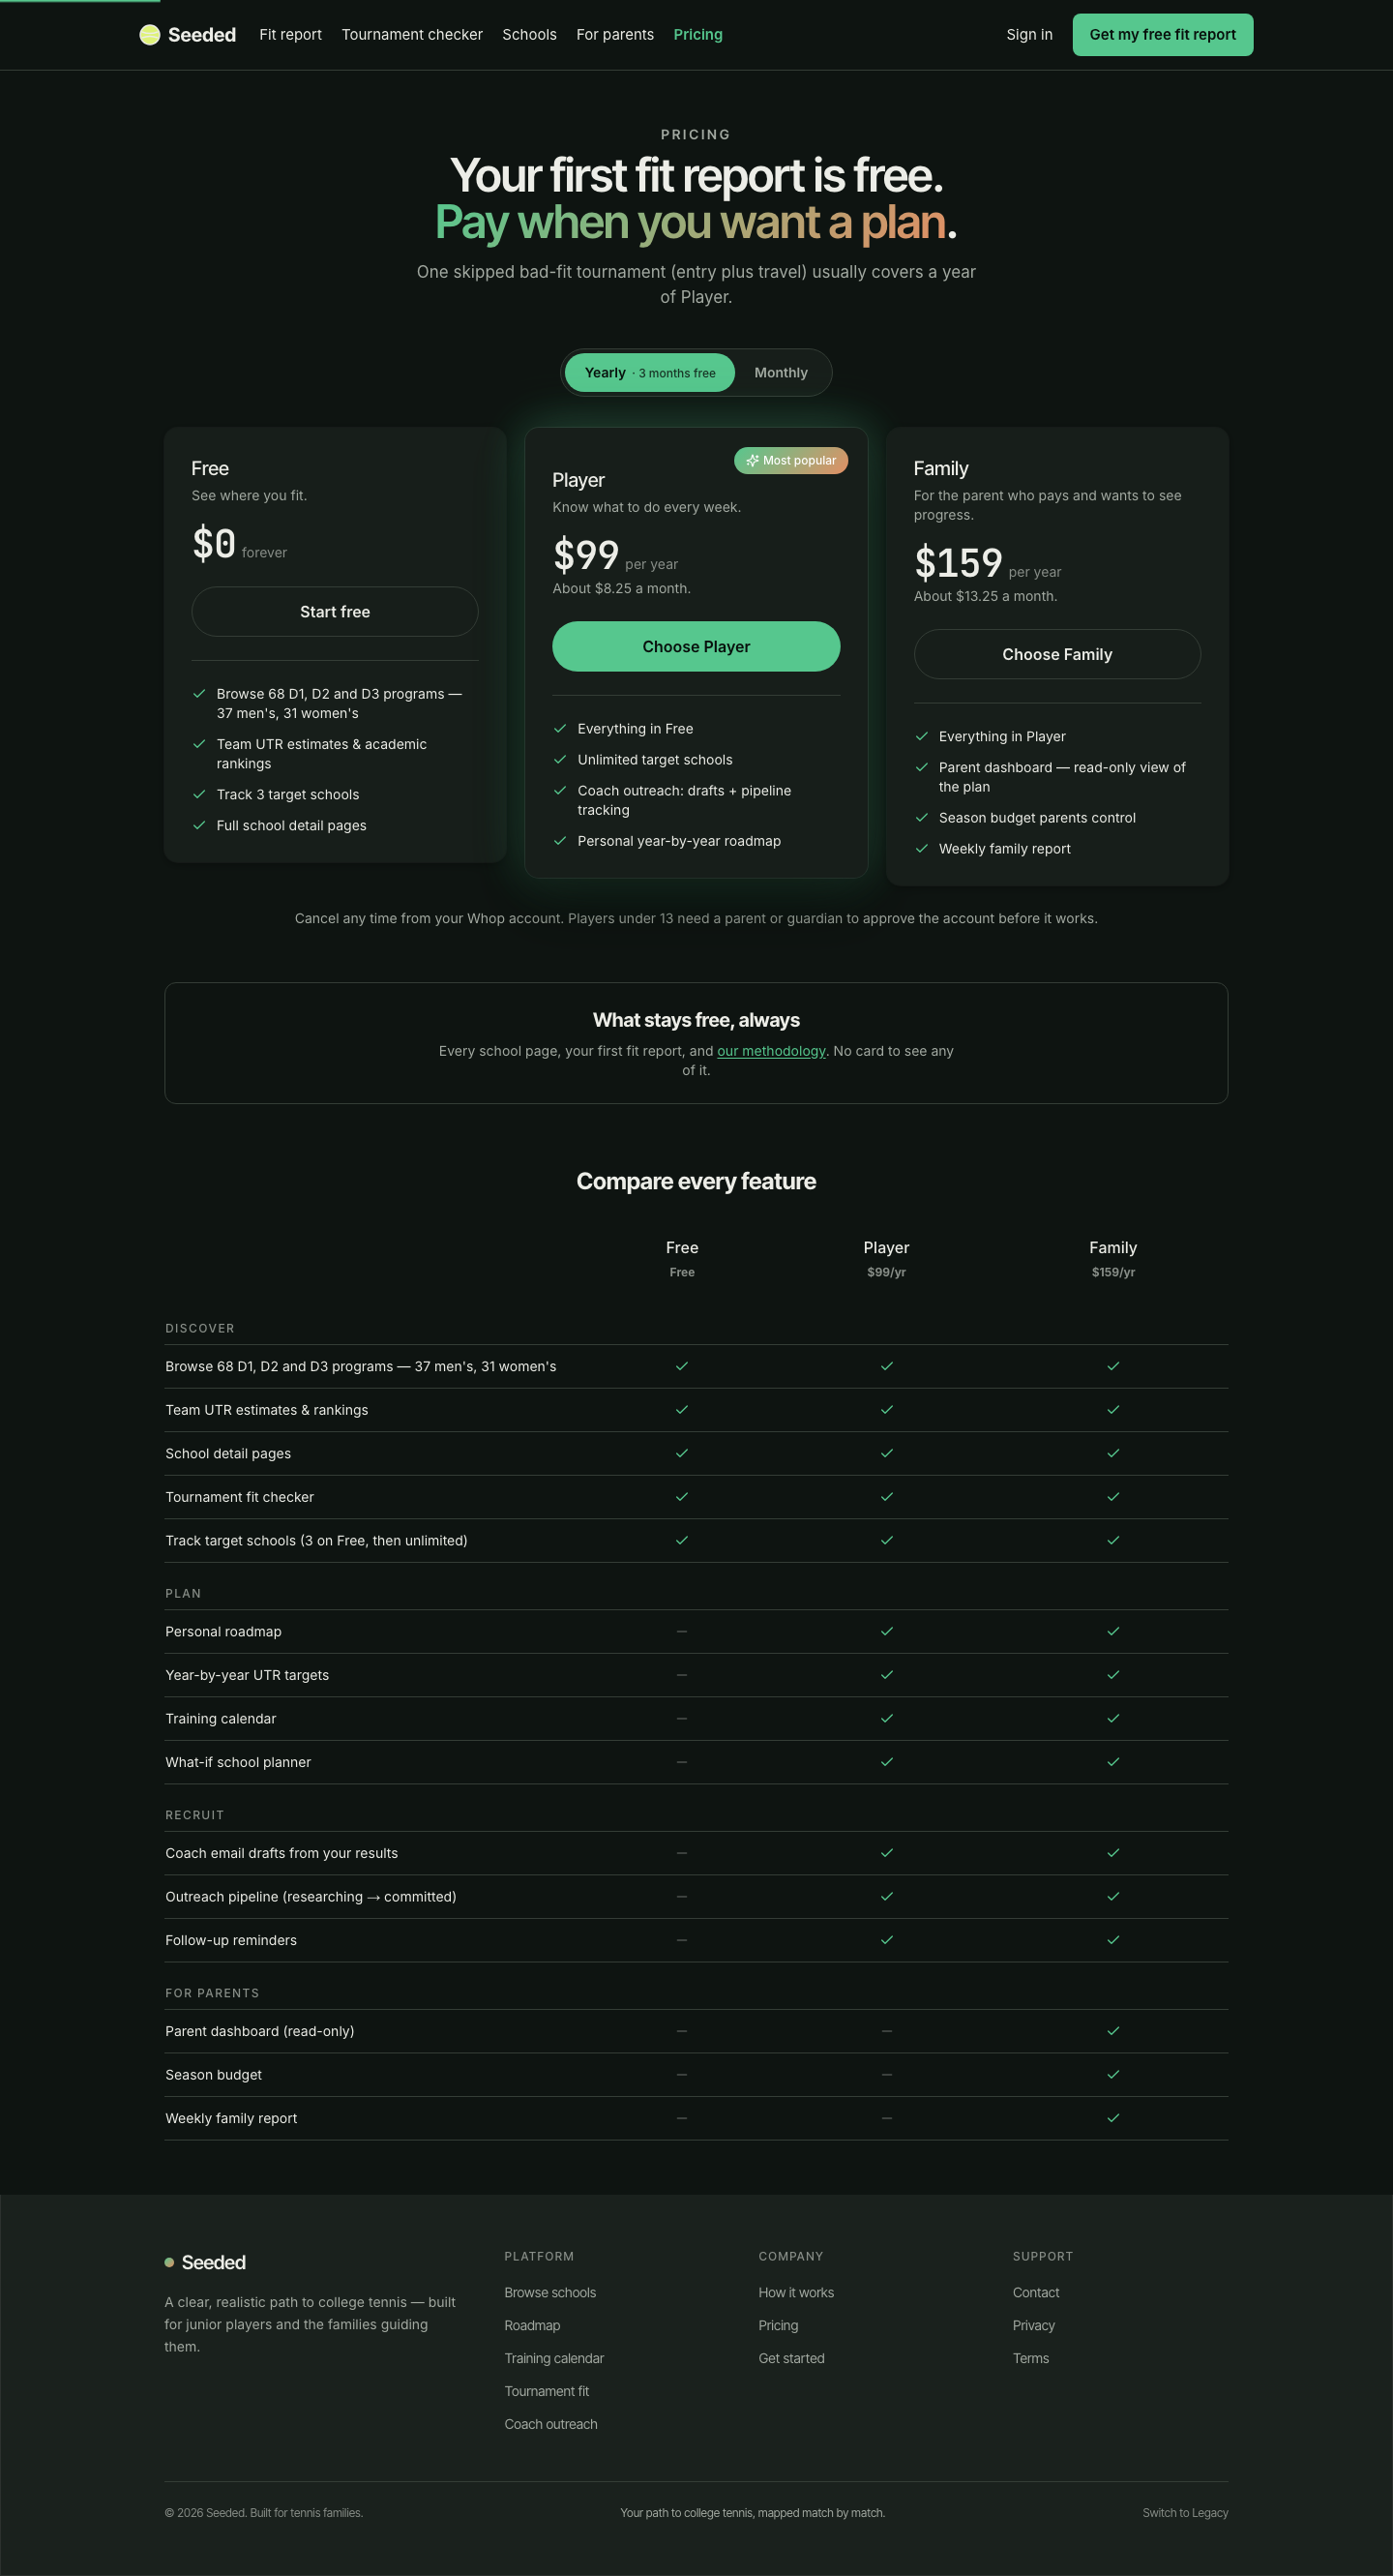 Seeded Fit report Tournament checker Schools For parents Pricing Sign in Get my free fit report
PRICING
Your first fit report is free.
Pay when you want a plan.
One skipped bad-fit tournament (entry plus travel) usually covers a year
of Player.
Yearly · 3 months free Monthly
Free
See where you fit.
$0 forever
Start free
Browse 68 D1, D2 and D3 programs —
37 men's, 31 women's
Team UTR estimates & academic
rankings
Track 3 target schools
Full school detail pages
Most popular
Player
Know what to do every week.
$99 per year
About $8.25 a month.
Choose Player
Everything in Free
Unlimited target schools
Coach outreach: drafts + pipeline
tracking
Personal year-by-year roadmap
Family
For the parent who pays and wants to see
progress.
$159 per year
About $13.25 a month.
Choose Family
Everything in Player
Parent dashboard — read-only view of
the plan
Season budget parents control
Weekly family report
Cancel any time from your Whop account. Players under 13 need a parent or guardian to approve the account before it works.
What stays free, always
Every school page, your first fit report, and our methodology. No card to see any
of it.
Compare every feature
Free Player Family
Free $99/yr $159/yr
DISCOVER
Browse 68 D1, D2 and D3 programs — 37 men's, 31 women's
Team UTR estimates & rankings
School detail pages
Tournament fit checker
Track target schools (3 on Free, then unlimited)
PLAN
Personal roadmap
Year-by-year UTR targets
Training calendar
What-if school planner
RECRUIT
Coach email drafts from your results
Outreach pipeline (researching → committed)
Follow-up reminders
FOR PARENTS
Parent dashboard (read-only)
Season budget
Weekly family report
Seeded
A clear, realistic path to college tennis — built
for junior players and the families guiding
them.
PLATFORM
Browse schools
Roadmap
Training calendar
Tournament fit
Coach outreach
COMPANY
How it works
Pricing
Get started
SUPPORT
Contact
Privacy
Terms
© 2026 Seeded. Built for tennis families. Your path to college tennis, mapped match by match. Switch to Legacy